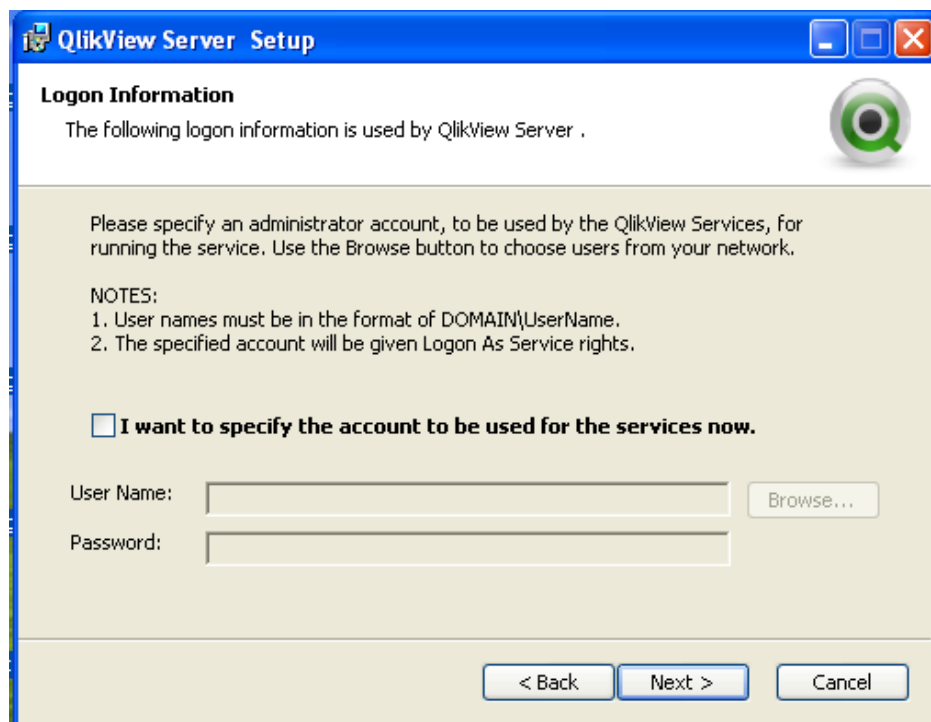 QlikView Server Setup
Logon Information
The following logon information is used by QlikView Server .
Please specify an administrator account, to be used by the QlikView Services, for
running the service. Use the Browse button to choose users from your network.
NOTES:
1. User names must be in the format of DOMAIN\UserName.
2. The specified account will be given Logon As Service rights.
I want to specify the account to be used for the services now.
User Name:
Browse...
Password:
< Back
Next >
Cancel